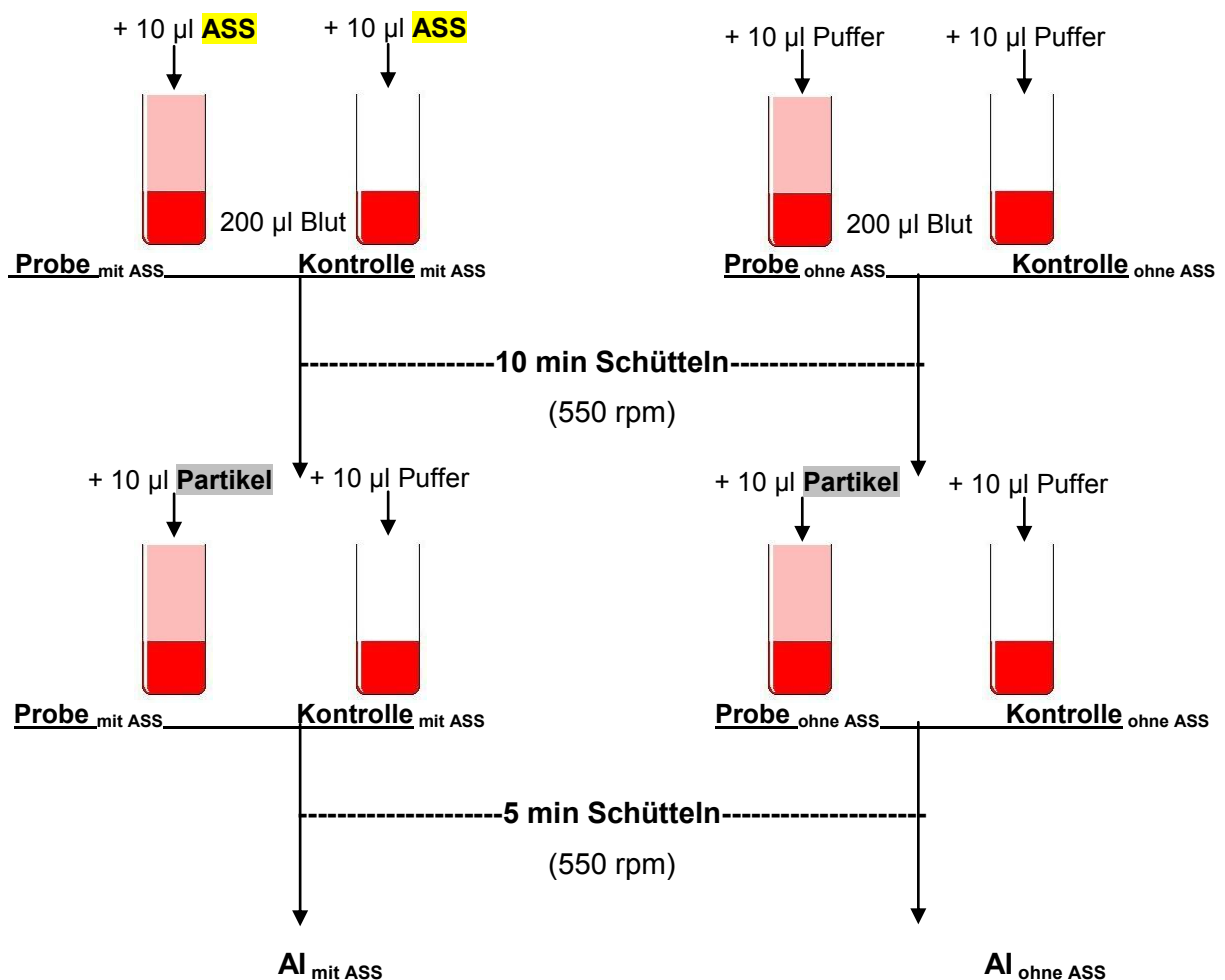 + 10 µl ASS
+ 10 µl ASS
+ 10 µl Puffer
+ 10 µl Puffer
200 µl Blut
200 µl Blut
Probe mit ASS
Kontrolle mit ASS
Probe ohne ASS
Kontrolle ohne ASS
10 min Schütteln
(550 rpm)
+ 10 µl Partikel
+ 10 µl Puffer
+ 10 µl Partikel
+ 10 µl Puffer
Probe mit ASS
Kontrolle mit ASS
Probe ohne ASS
Kontrolle ohne ASS
5 min Schütteln
(550 rpm)
AI mit ASS
AI ohne ASS